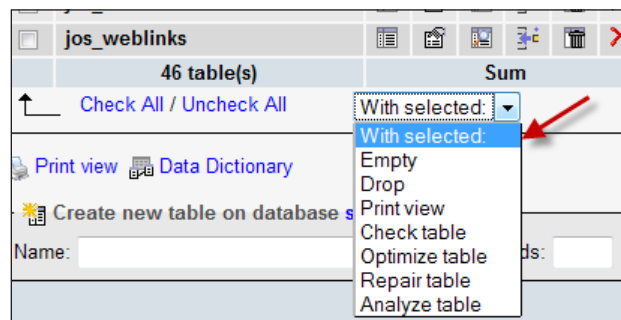 jos_weblinks
46 table(s) Sum
Check All / Uncheck All With selected:
With selected:
Empty
Drop
Print view
Check table
Optimize table
Repair table
Analyze table
Print view Data Dictionary
Create new table on database s
Name: ds: